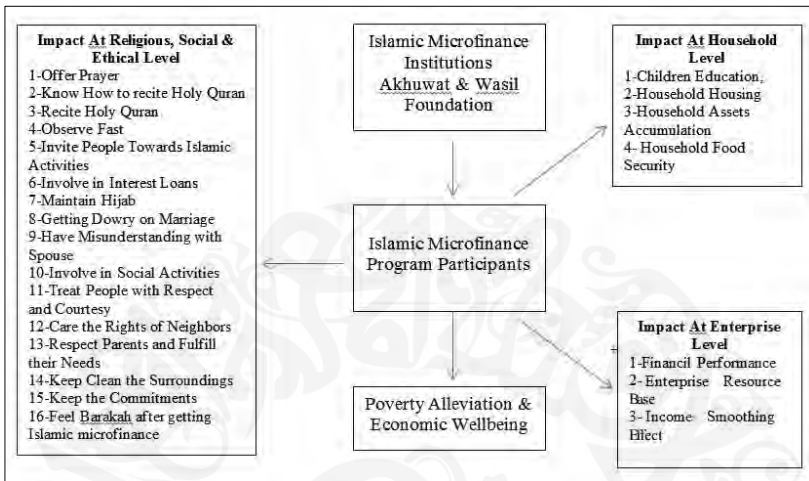 Impact At Religious, Social &
Ethical Level
1-Offer Prayer
2-Know How to recite Holy Quran
3-Recite Holy Quran
4-Observe Fast
5-Invite People Towards Islamic
Activities
6-Involve in Interest Loans
7-Maintain Hijab
8-Getting Dowry on Marriage
9-Have Misunderstanding with
Spouse
10-Involve in Social Activities
11-Treat People with Respect
and Courtesy
12-Care the Rights of Neighbors
13-Respect Parents and Fulfill
their Needs
14-Keep Clean the Surroundings
15-Keep the Commitments
16-Feel Barakah after getting
Islamic microfinance
Islamic Microfinance
Institutions
Akhuwat & Wasil
Foundation
Islamic Microfinance
Program Participants
Poverty Alleviation &
Economic Wellbeing
Impact At Household
Level
1-Children Education,
2-Household Housing
3-Household Assets
Accumulation
4- Household Food
Security
Impact At Enterprise
Level
1-Financil Performance
2- Enterprise Resource
Base
3- Income Smoothing
Effect